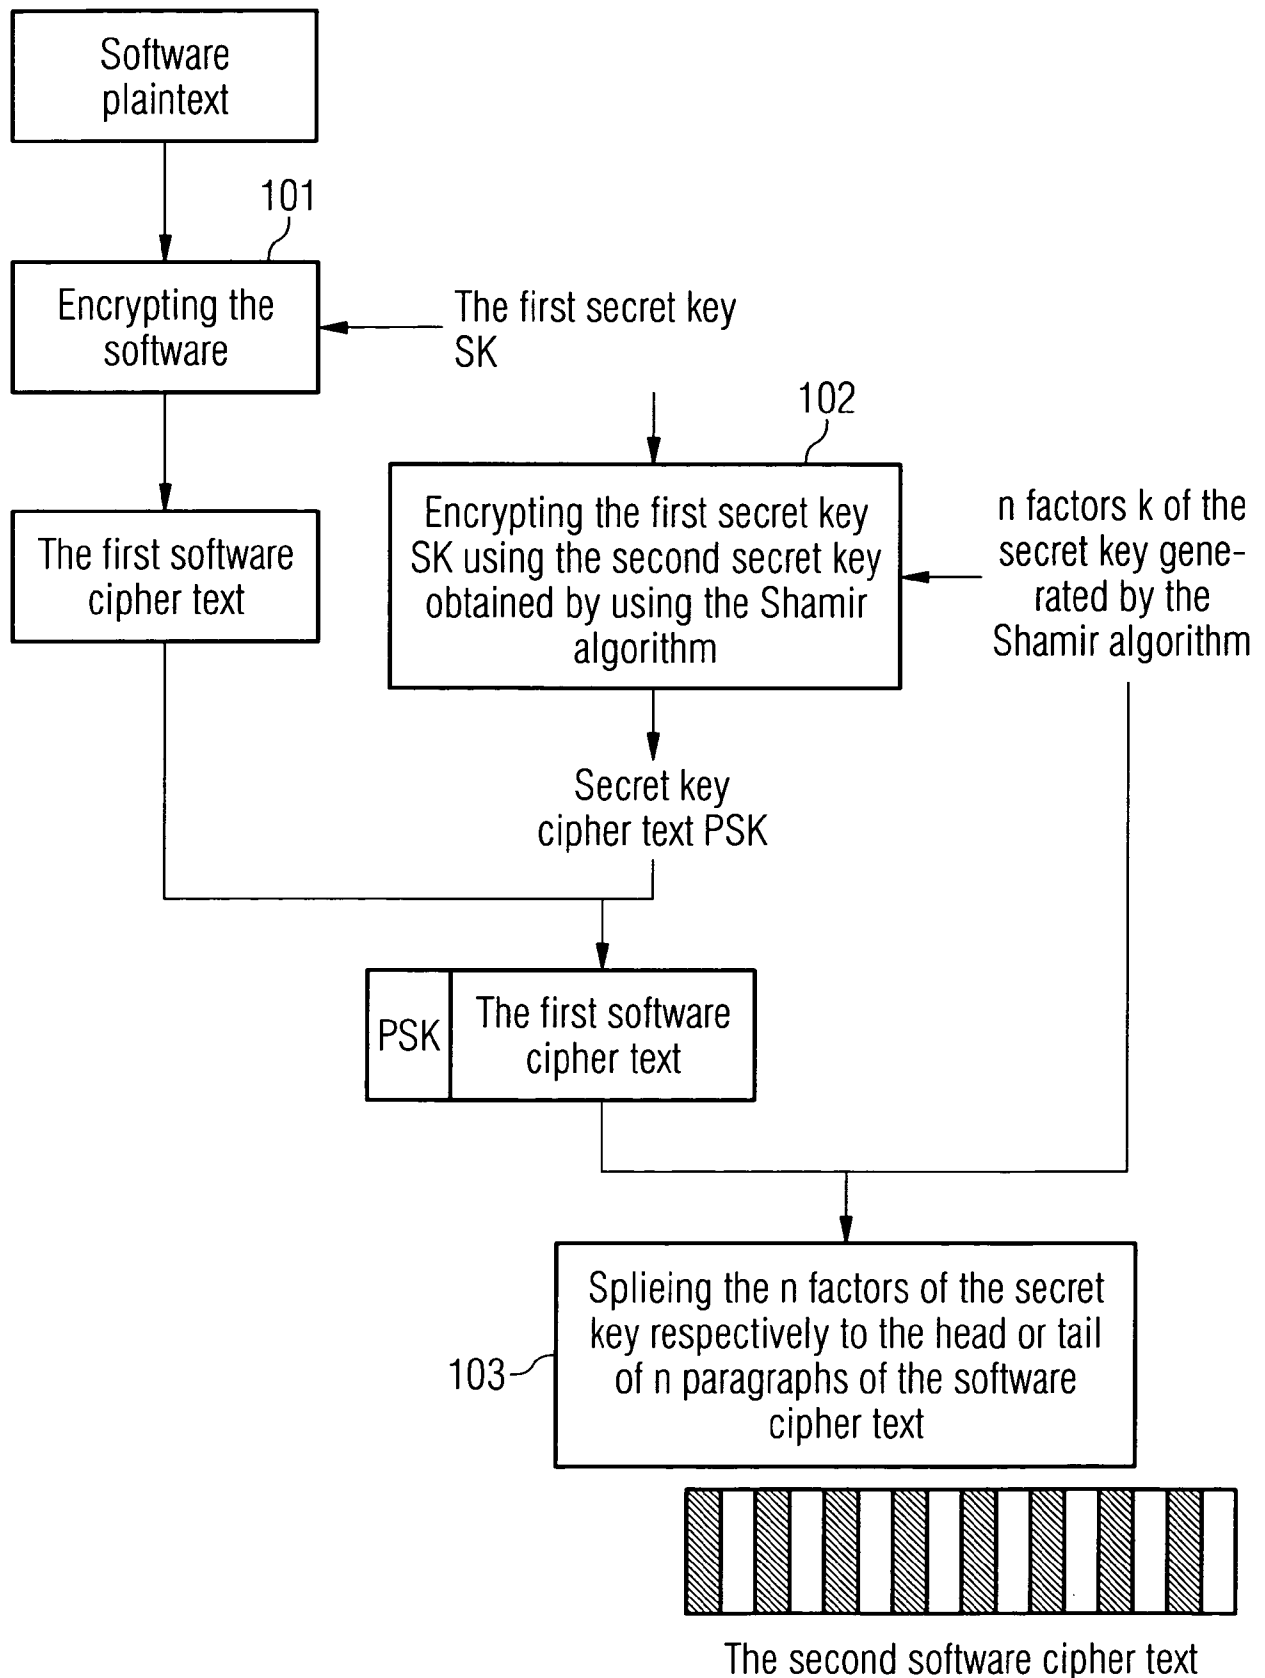 Software
plaintext
101
Encrypting the
software
The first secret key
SK
102
Encrypting the first secret key
SK using the second secret key
obtained by using the Shamir
algorithm
n factors k of the
secret key gene-
rated by the
Shamir algorithm
The first software
cipher text
Secret key
cipher text PSK
PSK
The first software
cipher text
Splieing the n factors of the secret
key respectively to the head or tail
of n paragraphs of the software
cipher text
103
The second software cipher text